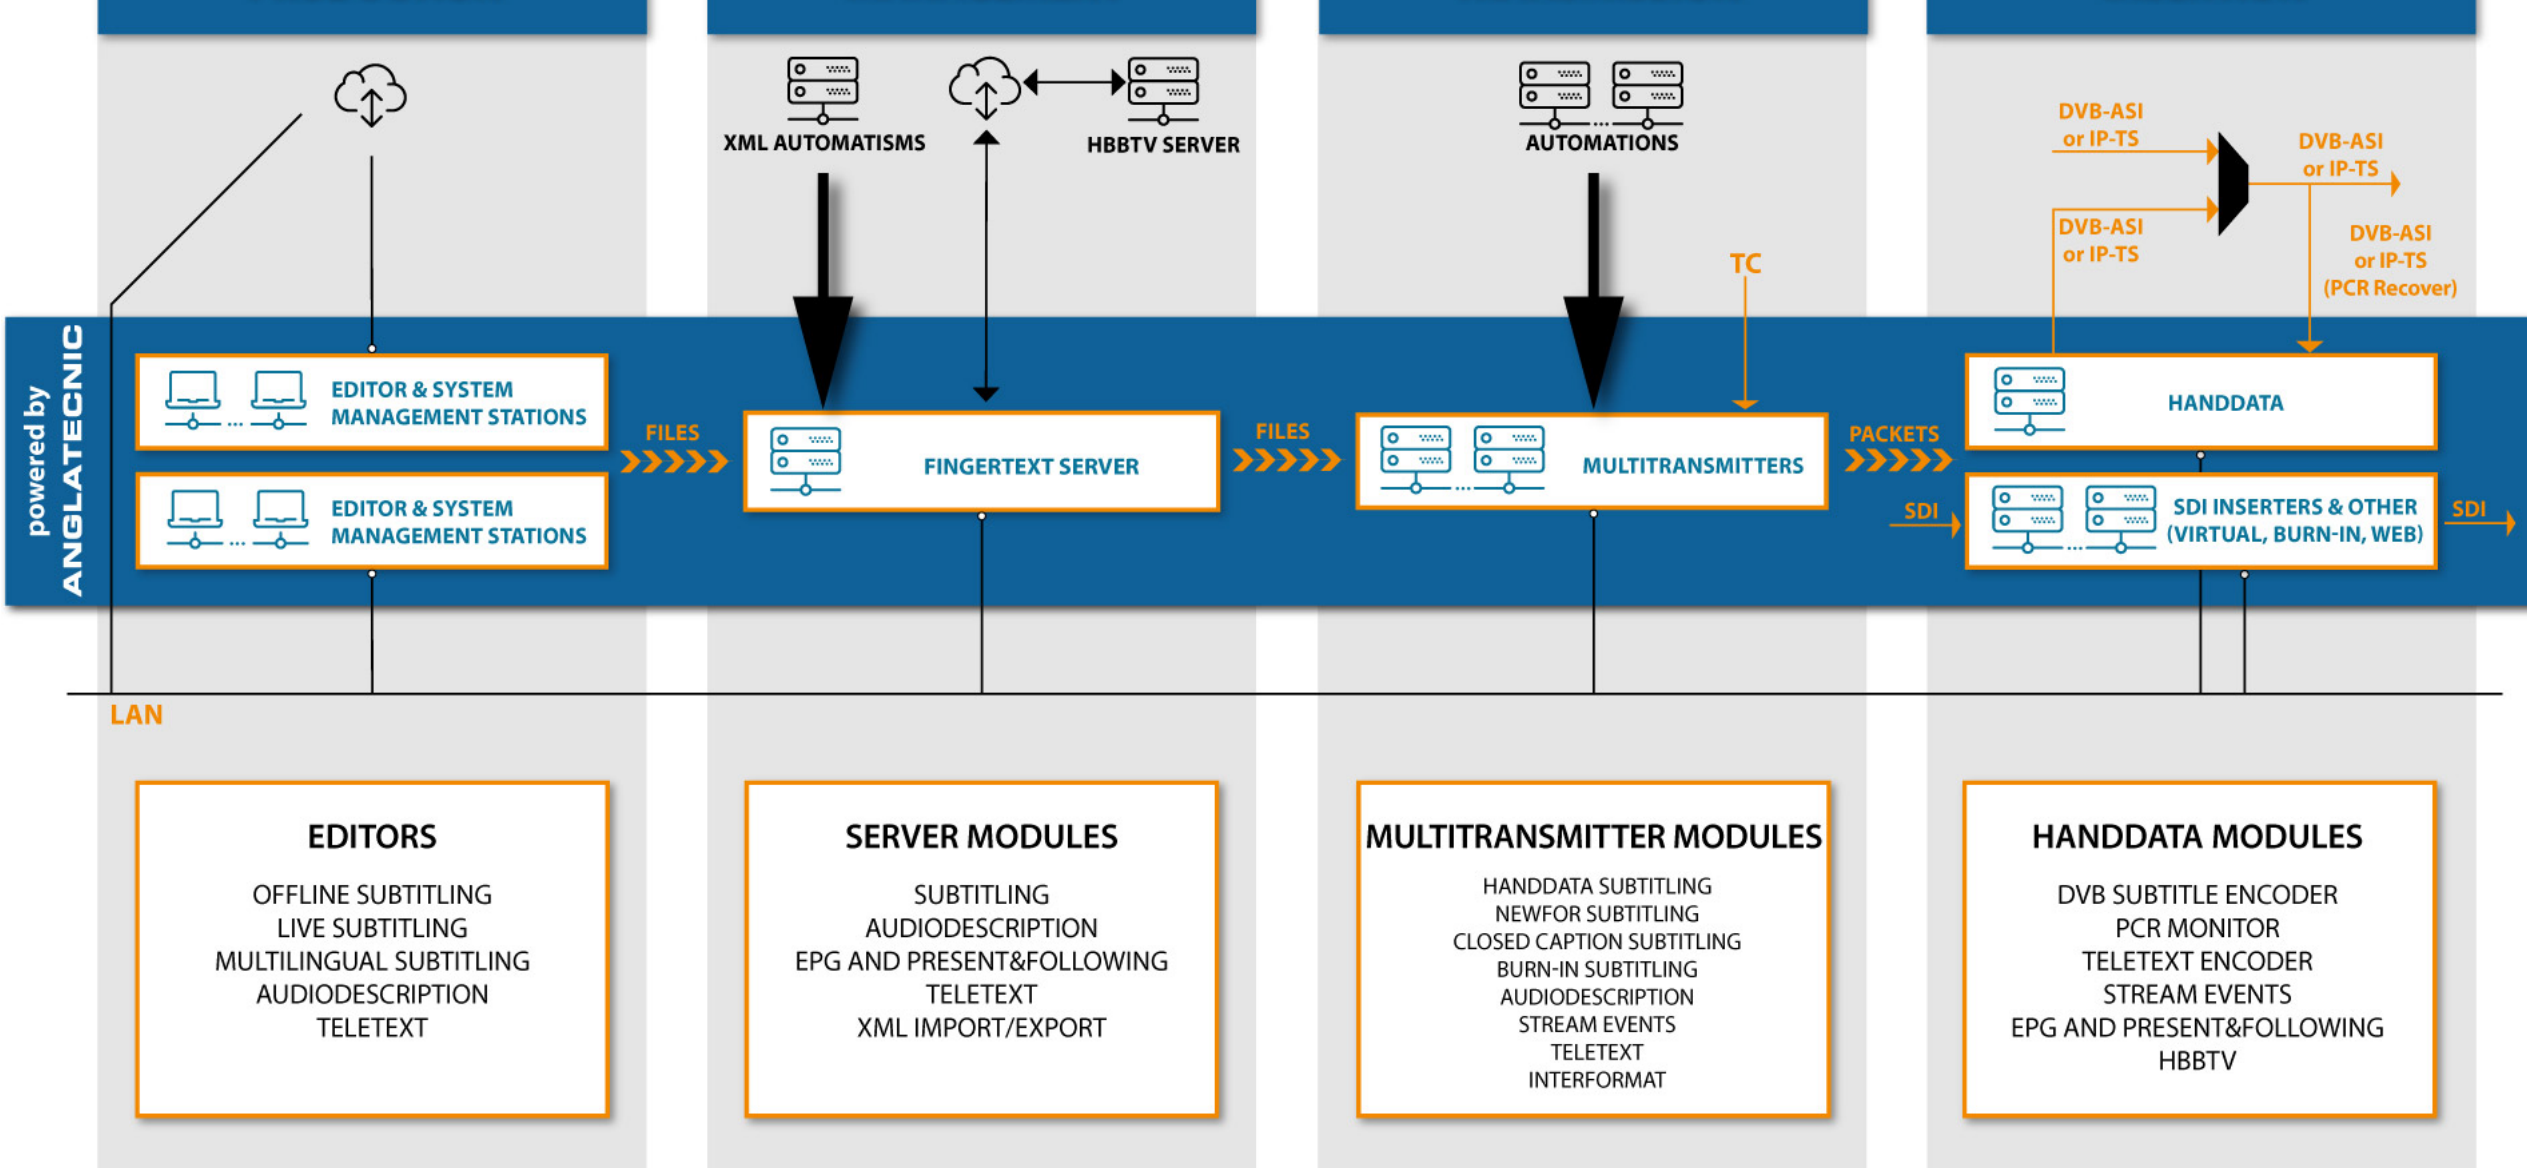 XML AUTOMATISMS
HBBTV SERVER
AUTOMATIONS
DVB-ASI
or IP-TS
DVB-ASI
or IP-TS
DVB-ASI
or IP-TS
DVB-ASI
or IP-TS
(PCR Recover)
TC
powered by
ANGLATECNIC
EDITOR & SYSTEM
MANAGEMENT STATIONS
EDITOR & SYSTEM
MANAGEMENT STATIONS
FILES
FINGERTEXT SERVER
FILES
MULTITRANSMITTERS
PACKETS
HANDDATA
SDI
SDI INSERTERS & OTHER
(VIRTUAL, BURN-IN, WEB)
SDI
LAN
EDITORS
OFFLINE SUBTITLING
LIVE SUBTITLING
MULTILINGUAL SUBTITLING
AUDIODESCRIPTION
TELETEXT
SERVER MODULES
SUBTITLING
AUDIODESCRIPTION
EPG AND PRESENT&FOLLOWING
TELETEXT
XML IMPORT/EXPORT
MULTITRANSMITTER MODULES
HANDDATA SUBTITLING
NEWFOR SUBTITLING
CLOSED CAPTION SUBTITLING
BURN-IN SUBTITLING
AUDIODESCRIPTION
STREAM EVENTS
TELETEXT
INTERFORMAT
HANDDATA MODULES
DVB SUBTITLE ENCODER
PCR MONITOR
TELETEXT ENCODER
STREAM EVENTS
EPG AND PRESENT&FOLLOWING
HBBTV